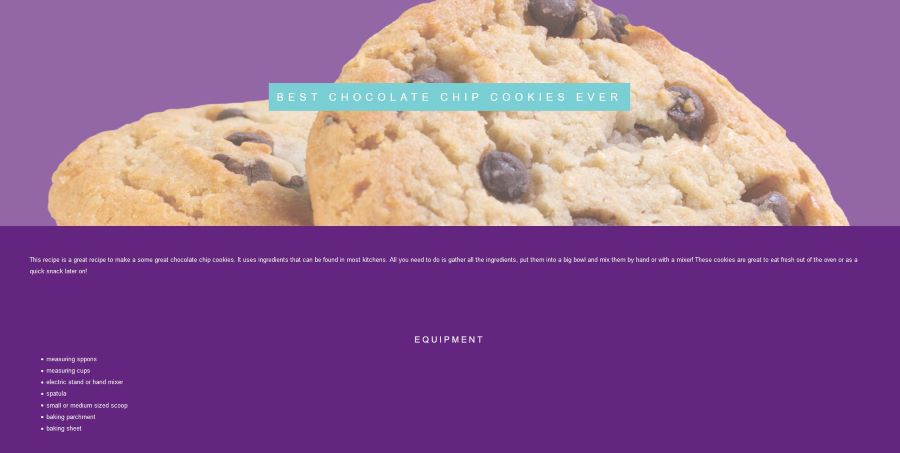 BEST CHOCOLATE CHIP COOKIES EVER
This recipe is a great recipe to make a some great chocolate chip cookies. It uses ingredients that can be found in most kitchens. All you need to do is gather all the ingredients, put them into a big bowl and mix them by hand or with a mixer! These cookies are great to eat fresh out of the oven or as a
quick snack later on!
EQUIPMENT
measuring sppons
measuring cups
electric stand or hand mixer
spatula
small or medium sized scoop
baking parchment
baking sheet